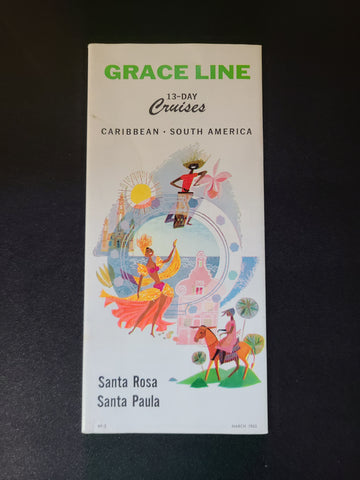 GRACE LINE
13-DAY
Cruises
CARIBBEAN · SOUTH AMERICA
Santa Rosa
Santa Paula